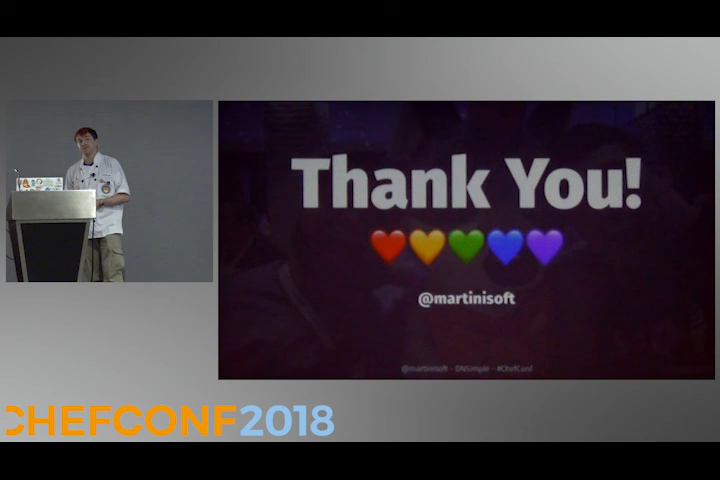 Thank You!
@martinisoft
@martinisoft - DNSimple - #ChefConf
CHEFCONF2018